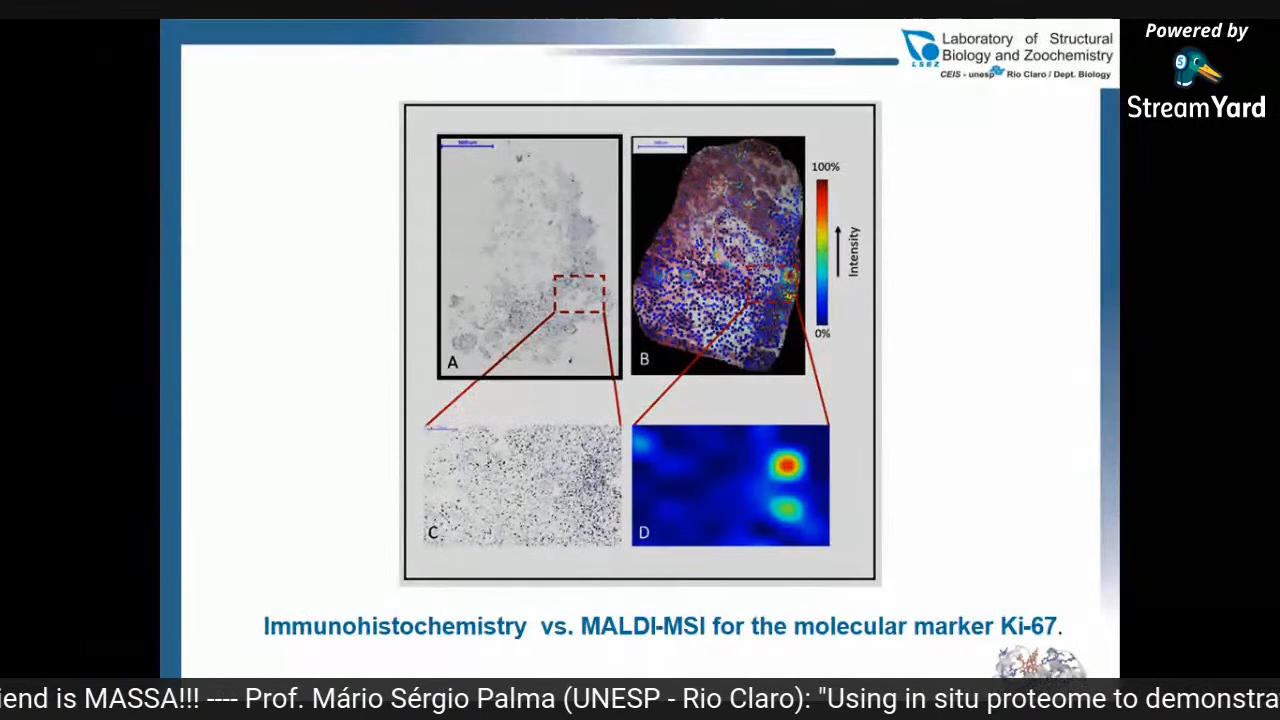 Powered by
StreamYard
Laboratory of Structural
Biology and Zoochemistry
LSBZ
CEIS - unesp Rio Claro / Dept. Biology
100%
Intensity
0%
A
B
C
D
Immunohistochemistry vs. MALDI-MSI for the molecular marker Ki-67.
iend is MASSA!!! ---- Prof. Mário Sérgio Palma (UNESP - Rio Claro): "Using in situ proteome to demonstra